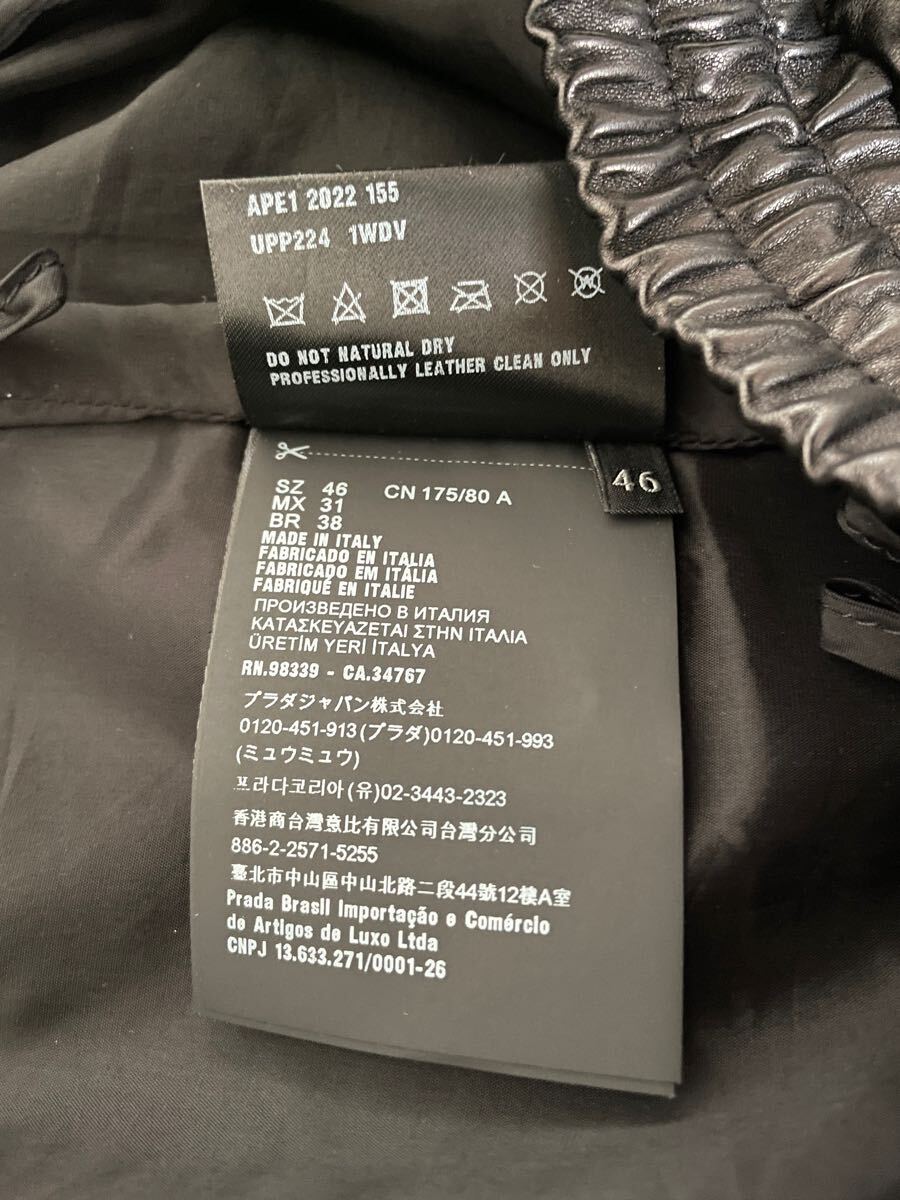 APE1 2022 155
UPP224 1WDV
DO NOT NATURAL DRY
PROFESSIONALLY LEATHER CLEAN ONLY
46
SZ 46 CN 175/80 A
MX 31
BR 38
MADE IN ITALY
FABRICADO EN ITALIA
FABRICADO EM ITÁLIA
FABRIQUÉ EN ITALIE
ПРОИЗВЕДЕНО В ИТАЛИЯ
ΚΑΤΑΣΚΕΥΑΖΕΤΑΙ ΣΤΗΝ ΙΤΑΛΙΑ
ÜRETİM YERİ İTALYA
RN.98339 - CA.34767
プラダジャパン株式会社
0120-451-913(プラダ)0120-451-993
(ミュウミュウ)
프라다코리아(유)02-3443-2323
香港商台灣意比有限公司台灣分公司
886-2-2571-5255
臺北市中山區中山北路二段44號12樓A室
Prada Brasil Importação e Comércio
de Artigos de Luxo Ltda
CNPJ 13.633.271/0001-26